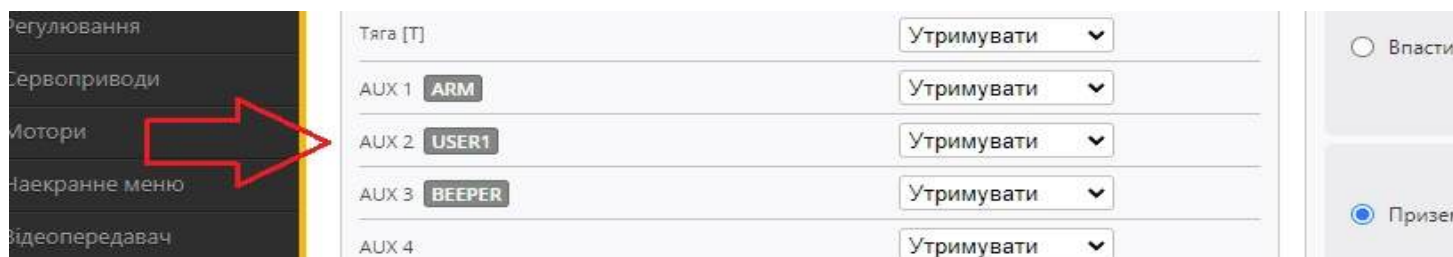 Регулювання
Сервоприводи
Мотори
Наекранне меню
Відеопередавач
Тяга [T] Утримувати
AUX 1 ARM Утримувати
AUX 2 USER1 Утримувати
AUX 3 BEEPER Утримувати
AUX 4 Утримувати